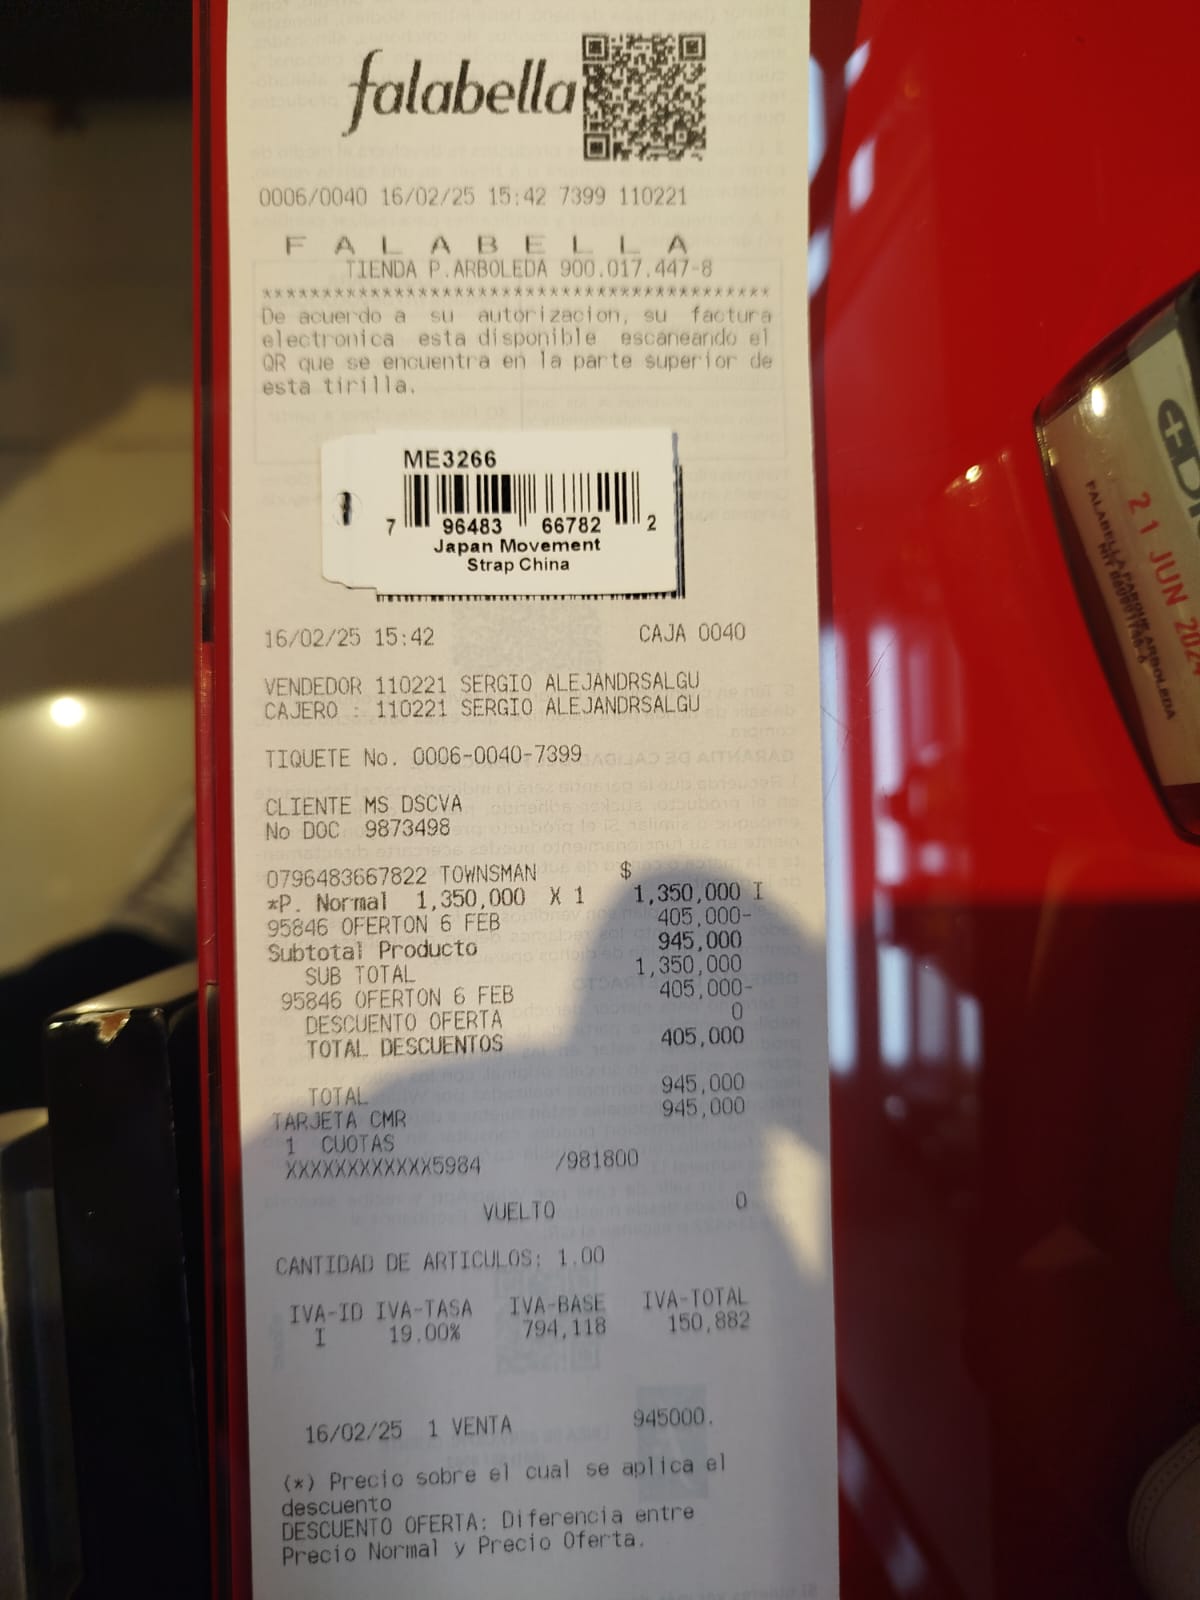 falabella
0006/0040 16/02/25 15:42 7399 110221
F A L A B E L L A
TIENDA P.ARBOLEDA 900.017.447-8
******************************************
De acuerdo a su autorizacion, su factura
electronica esta disponible escaneando el
QR que se encuentra en la parte superior de
esta tirilla.
ME3266
7 96483 66782 2
Japan Movement
Strap China
16/02/25 15:42 CAJA 0040
VENDEDOR 110221 SERGIO ALEJANDRSALGU
CAJERO : 110221 SERGIO ALEJANDRSALGU
TIQUETE No. 0006-0040-7399
CLIENTE MS DSCVA
No DOC 9873498
0796483667822 TOWNSMAN $
*P. Normal 1,350,000 X 1 1,350,000 I
95846 OFERTON 6 FEB 405,000-
Subtotal Producto 945,000
SUB TOTAL 1,350,000
95846 OFERTON 6 FEB 405,000-
DESCUENTO OFERTA 0
TOTAL DESCUENTOS 405,000
TOTAL 945,000
TARJETA CMR 945,000
1 CUOTAS
XXXXXXXXXXXX5984 /981800
VUELTO 0
CANTIDAD DE ARTICULOS: 1.00
IVA-ID IVA-TASA IVA-BASE IVA-TOTAL
I 19.00% 794,118 150,882
16/02/25 1 VENTA 945000.
(*) Precio sobre el cual se aplica el
descuento
DESCUENTO OFERTA: Diferencia entre
Precio Normal y Precio Oferta.
21 JUN 2024
FALABELLA PARQUE ARBOLEDA